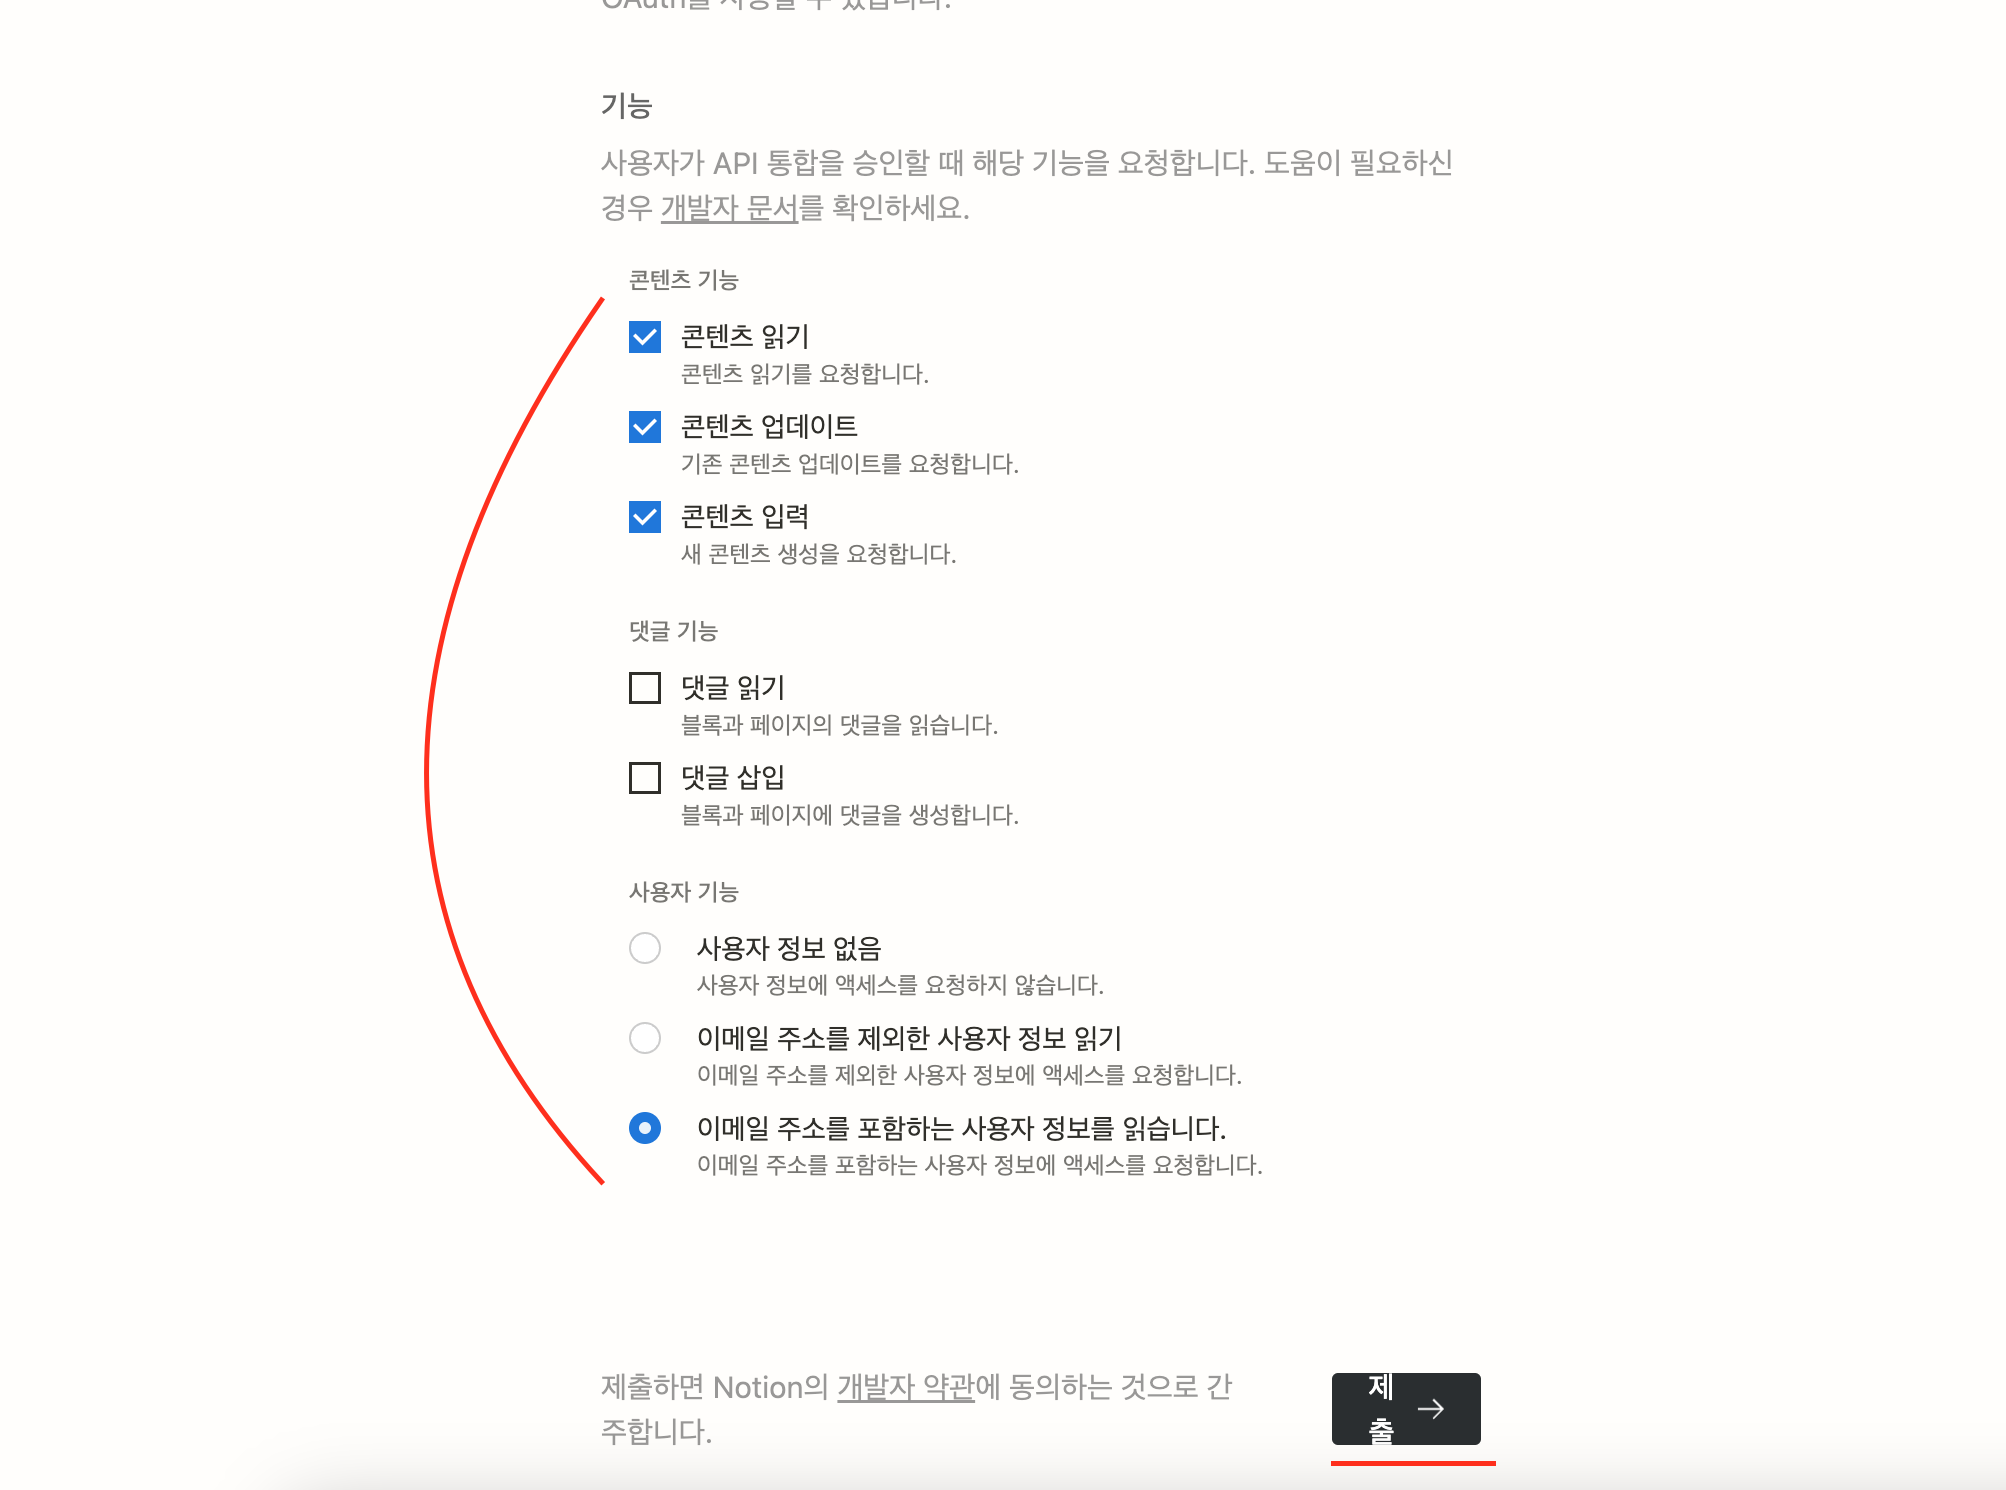 OAuth를 사용할 수 있습니다.
기능
사용자가 API 통합을 승인할 때 해당 기능을 요청합니다. 도움이 필요하신
경우 개발자 문서를 확인하세요.
콘텐츠 기능
콘텐츠 읽기
콘텐츠 읽기를 요청합니다.
콘텐츠 업데이트
기존 콘텐츠 업데이트를 요청합니다.
콘텐츠 입력
새 콘텐츠 생성을 요청합니다.
댓글 기능
댓글 읽기
블록과 페이지의 댓글을 읽습니다.
댓글 삽입
블록과 페이지에 댓글을 생성합니다.
사용자 기능
사용자 정보 없음
사용자 정보에 액세스를 요청하지 않습니다.
이메일 주소를 제외한 사용자 정보 읽기
이메일 주소를 제외한 사용자 정보에 액세스를 요청합니다.
이메일 주소를 포함하는 사용자 정보를 읽습니다.
이메일 주소를 포함하는 사용자 정보에 액세스를 요청합니다.
제출하면 Notion의 개발자 약관에 동의하는 것으로 간
주합니다.
제
출